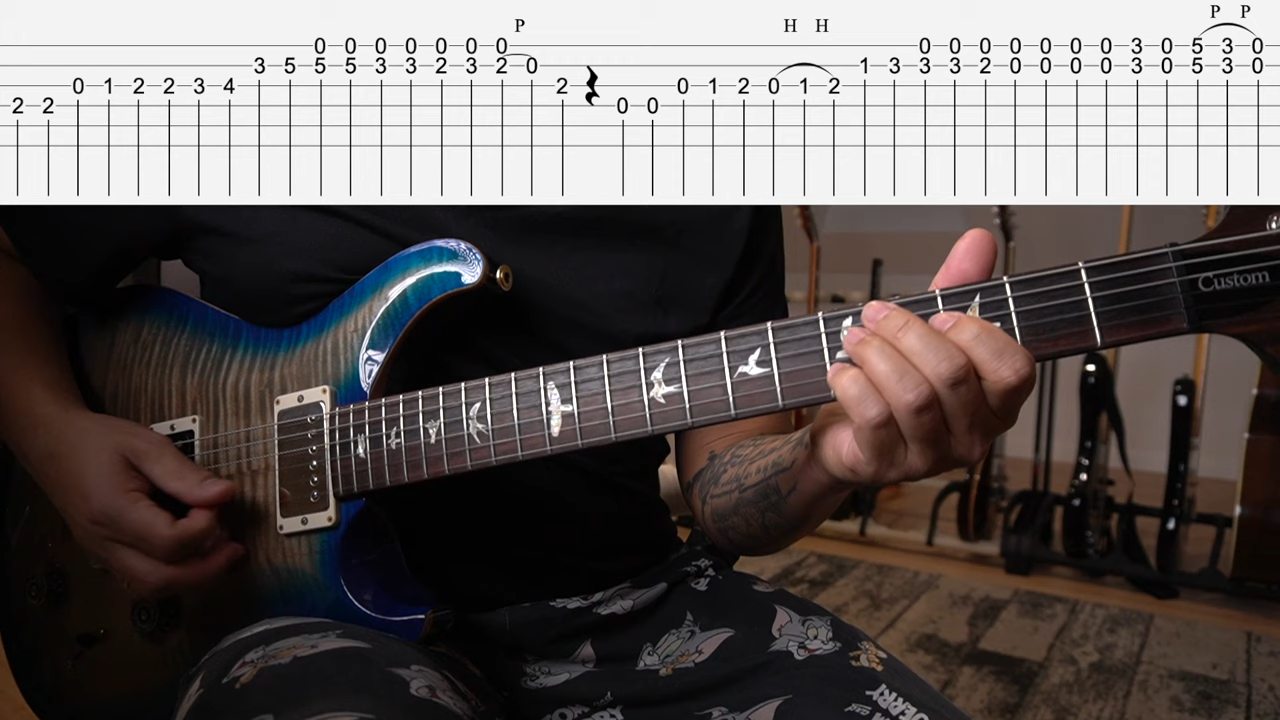 P H H P P
0 0 0 0 0 0 0 0 0 0 0 0 0 0 3 0 5 3 0
3 5 5 5 3 3 2 3 2 0 1 3 3 3 2 0 0 0 0 3 0 5 3 0
0 1 2 2 3 4 2 0 1 2 0 1 2
2 2 0 0
Custom
JERRY